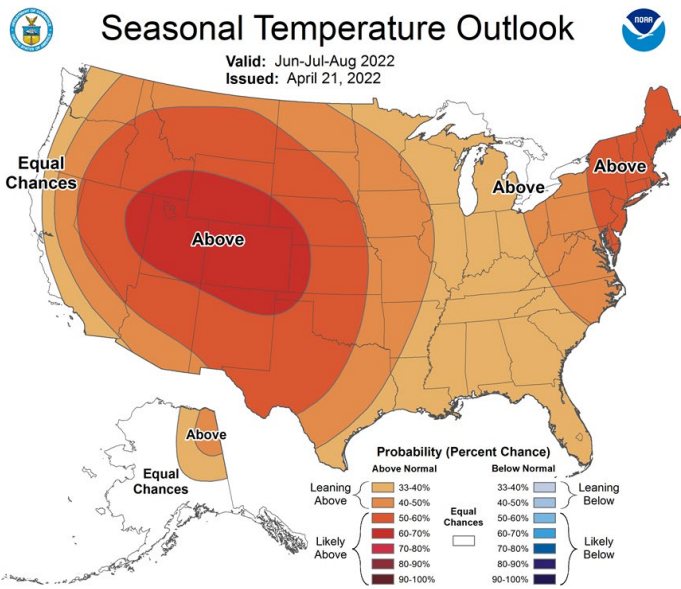 Seasonal Temperature Outlook
NOAA
Valid: Jun-Jul-Aug 2022
Issued: April 21, 2022
Equal
Chances
Above
Above
Above
Above
Equal
Chances
Probability (Percent Chance)
Above Normal
Below Normal
Leaning
Above
33-40%
40-50%
Likely
Above
50-60%
60-70%
70-80%
80-90%
90-100%
Equal
Chances
33-40%
40-50%
Leaning
Below
50-60%
60-70%
70-80%
80-90%
90-100%
Likely
Below